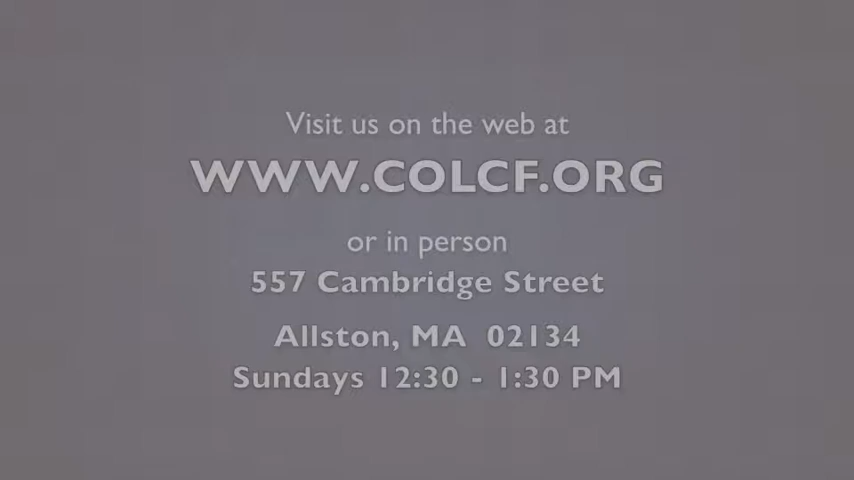 Visit us on the web at
WWW.COLCF.ORG
or in person
557 Cambridge Street
Allston, MA 02134
Sundays 12:30 - 1:30 PM